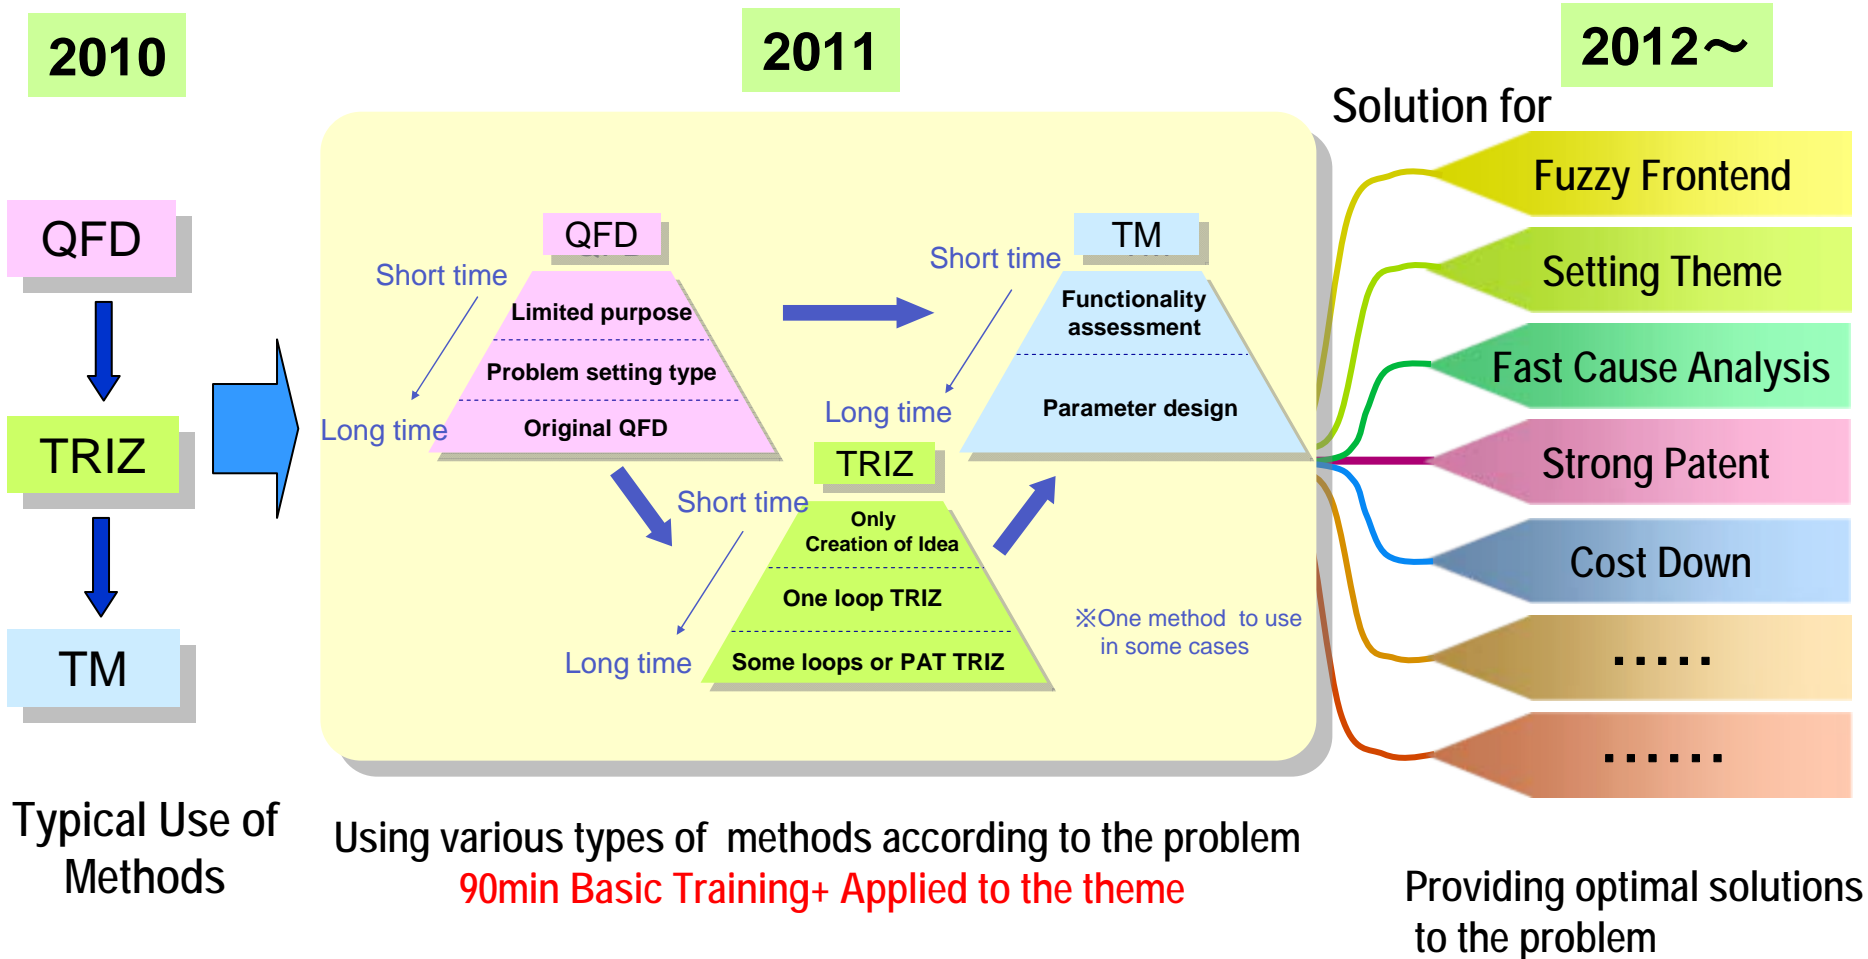 2010
2011
2012～
Solution for
QFD
TRIZ
TM
Typical Use of
Methods
QFD
Short time
Limited purpose
Problem setting type
Original QFD
Long time
TM
Short time
Functionality
assessment
Parameter design
Long time
TRIZ
Short time
Only
Creation of Idea
One loop TRIZ
Some loops or PAT TRIZ
Long time
※One method to use
in some cases
Using various types of methods according to the problem
90min Basic Training+ Applied to the theme
Fuzzy Frontend
Setting Theme
Fast Cause Analysis
Strong Patent
Cost Down
·····
······
Providing optimal solutions
to the problem